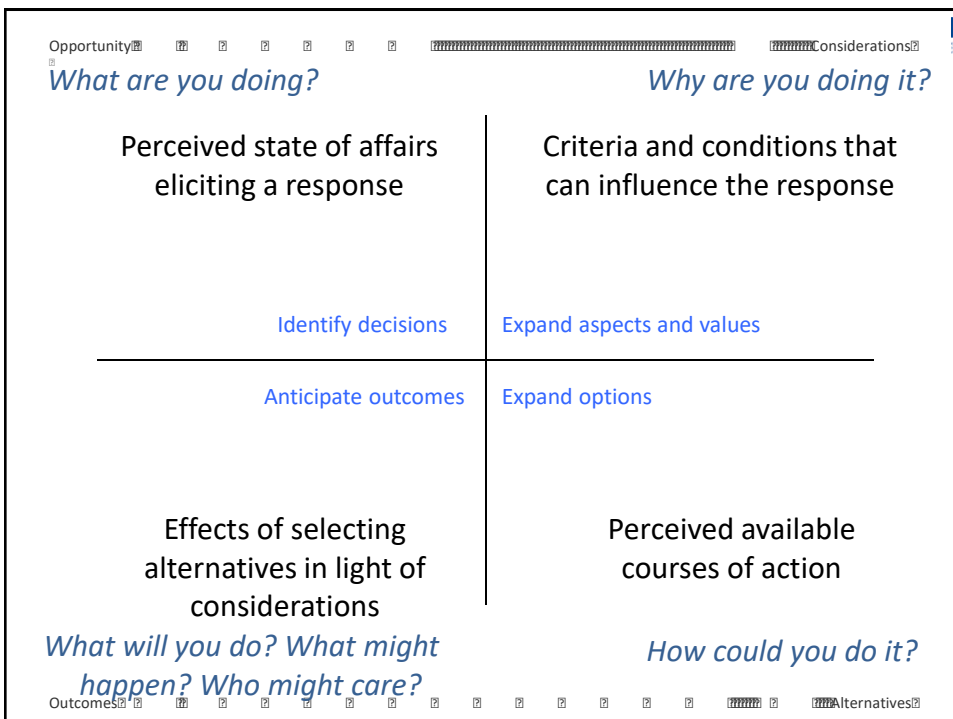 Opportunity Considerations
What are you doing? Why are you doing it?
Perceived state of affairs
eliciting a response
Criteria and conditions that
can influence the response
Identify decisions Expand aspects and values
Anticipate outcomes Expand options
Effects of selecting
alternatives in light of
considerations
Perceived available
courses of action
What will you do? What might
happen? Who might care?
How could you do it?
Outcomes Alternatives